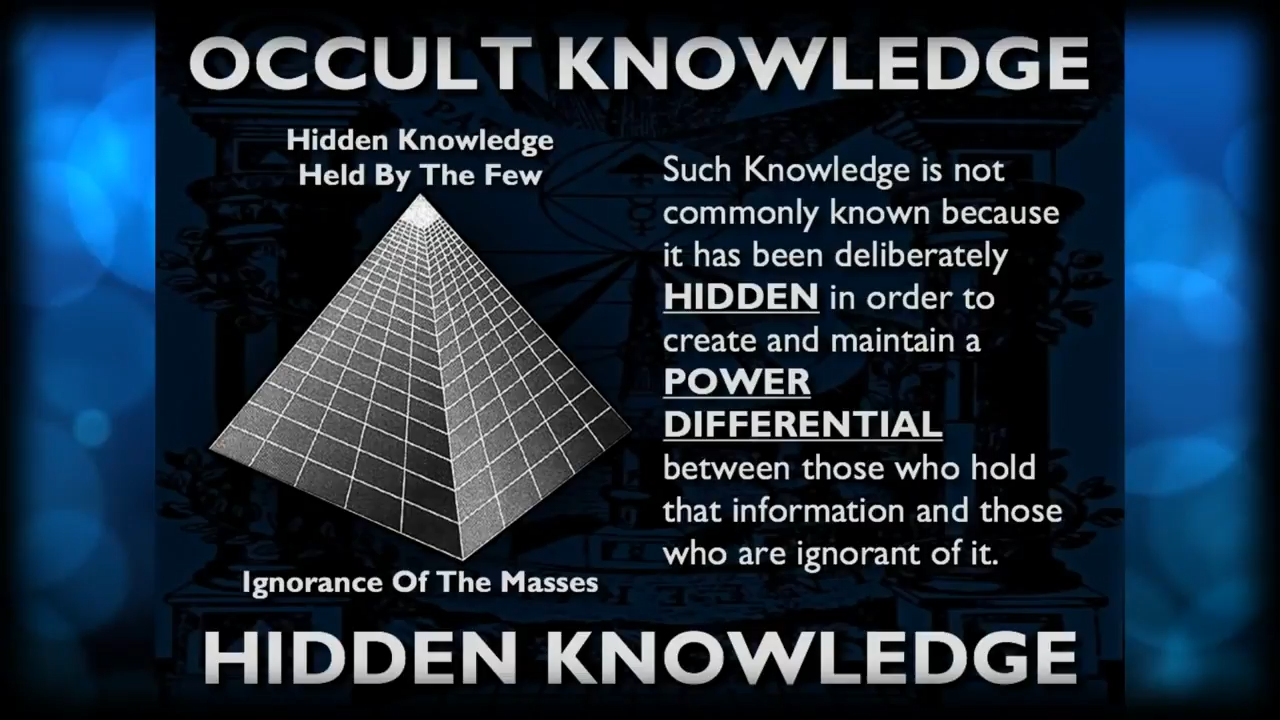 OCCULT KNOWLEDGE
Hidden Knowledge
Held By The Few
Ignorance Of The Masses
Such Knowledge is not
commonly known because
it has been deliberately
HIDDEN in order to
create and maintain a
POWER
DIFFERENTIAL
between those who hold
that information and those
who are ignorant of it.
HIDDEN KNOWLEDGE